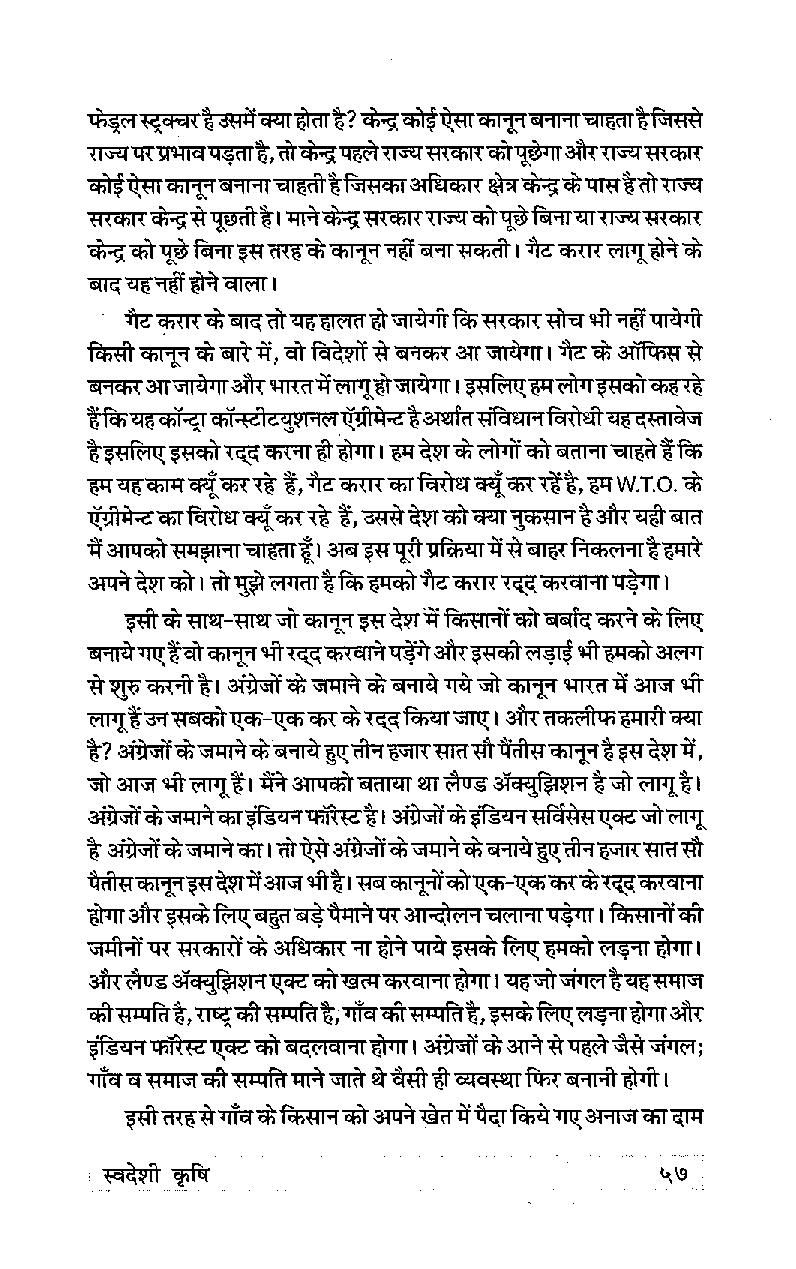 फेड्रल स्ट्रक्चर है उसमें क्या होता है? केन्द्र कोई ऐसा कानून बनाना चाहता है जिससे
राज्य पर प्रभाव पड़ता है, तो केन्द्र पहले राज्य सरकार को पूछेगा और राज्य सरकार
कोई ऐसा कानून बनाना चाहती है जिसका अधिकार क्षेत्र केन्द्र के पास है तो राज्य
सरकार केन्द्र से पूछती है। माने केन्द्र सरकार राज्य को पूछे बिना या राज्य सरकार
केन्द्र को पूछे बिना इस तरह के कानून नहीं बना सकती। गैट करार लागू होने के
बाद यह नहीं होने वाला।
गैट करार के बाद तो यह हालत हो जायेगी कि सरकार सोच भी नहीं पायेगी
किसी कानून के बारे में, वो विदेशों से बनकर आ जायेगा। गैट के ऑफिस से
बनकर आ जायेगा और भारत में लागू हो जायेगा। इसलिए हम लोग इसको कह रहे
हैं कि यह कॉन्ट्रा कॉन्स्टीटयुशनल ऍग्रीमेन्ट है अर्थात संविधान विरोधी यह दस्तावेज
है इसलिए इसको रद्द करना ही होगा। हम देश के लोगों को बताना चाहते हैं कि
हम यह काम क्यूँ कर रहे हैं, गैट करार का विरोध क्यूँ कर रहें है, हम W.T.O. के
ऍग्रीमेन्ट का विरोध क्यूँ कर रहे हैं, उससे देश को क्या नुकसान है और यही बात
मैं आपको समझाना चाहता हूँ। अब इस पूरी प्रक्रिया में से बाहर निकलना है हमारे
अपने देश को। तो मुझे लगता है कि हमको गैट करार रद्द करवाना पड़ेगा।
इसी के साथ-साथ जो कानून इस देश में किसानों को बर्बाद करने के लिए
बनाये गए हैं वो कानून भी रद्द करवाने पड़ेंगे और इसकी लड़ाई भी हमको अलग
से शुरु करनी है। अंग्रेजों के जमाने के बनाये गये जो कानून भारत में आज भी
लागू हैं उन सबको एक-एक कर के रद्द किया जाए। और तकलीफ हमारी क्या
है? अंग्रेजों के जमाने के बनाये हुए तीन हजार सात सौ पैंतीस कानून है इस देश में,
जो आज भी लागू हैं। मैंने आपको बताया था लैण्ड ॲक्युझिशन है जो लागू है।
अंग्रेजों के जमाने का इंडियन फॉरेस्ट है। अंग्रेजों के इंडियन सर्विसेस एक्ट जो लागू
है अंग्रेजों के जमाने का। तो ऐसे अंग्रेजों के जमाने के बनाये हुए तीन हजार सात सौ
पैतीस कानून इस देश में आज भी है। सब कानूनों को एक-एक कर के रद्द करवाना
होगा और इसके लिए बहुत बड़े पैमाने पर आन्दोलन चलाना पड़ेगा। किसानों की
जमीनों पर सरकारों के अधिकार ना होने पाये इसके लिए हमको लड़ना होगा।
और लैण्ड ॲक्युझिशन एक्ट को खत्म करवाना होगा। यह जो जंगल है यह समाज
की सम्पति है, राष्ट्र की सम्पति है, गाँव की सम्पति है, इसके लिए लड़ना होगा और
इंडियन फॉरेस्ट एक्ट को बदलवाना होगा। अंग्रेजों के आने से पहले जैसे जंगल;
गाँव व समाज की सम्पति माने जाते थे वैसी ही व्यवस्था फिर बनानी होगी।
इसी तरह से गाँव के किसान को अपने खेत में पैदा किये गए अनाज का दाम
स्वदेशी कृषि ५७